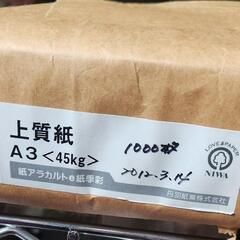 上質紙
A3<45kg>
紙アラカルトe紙季彩
1000枚
2012.3.14
LOVE PAPER
NIWA
丹羽紙業株式会社